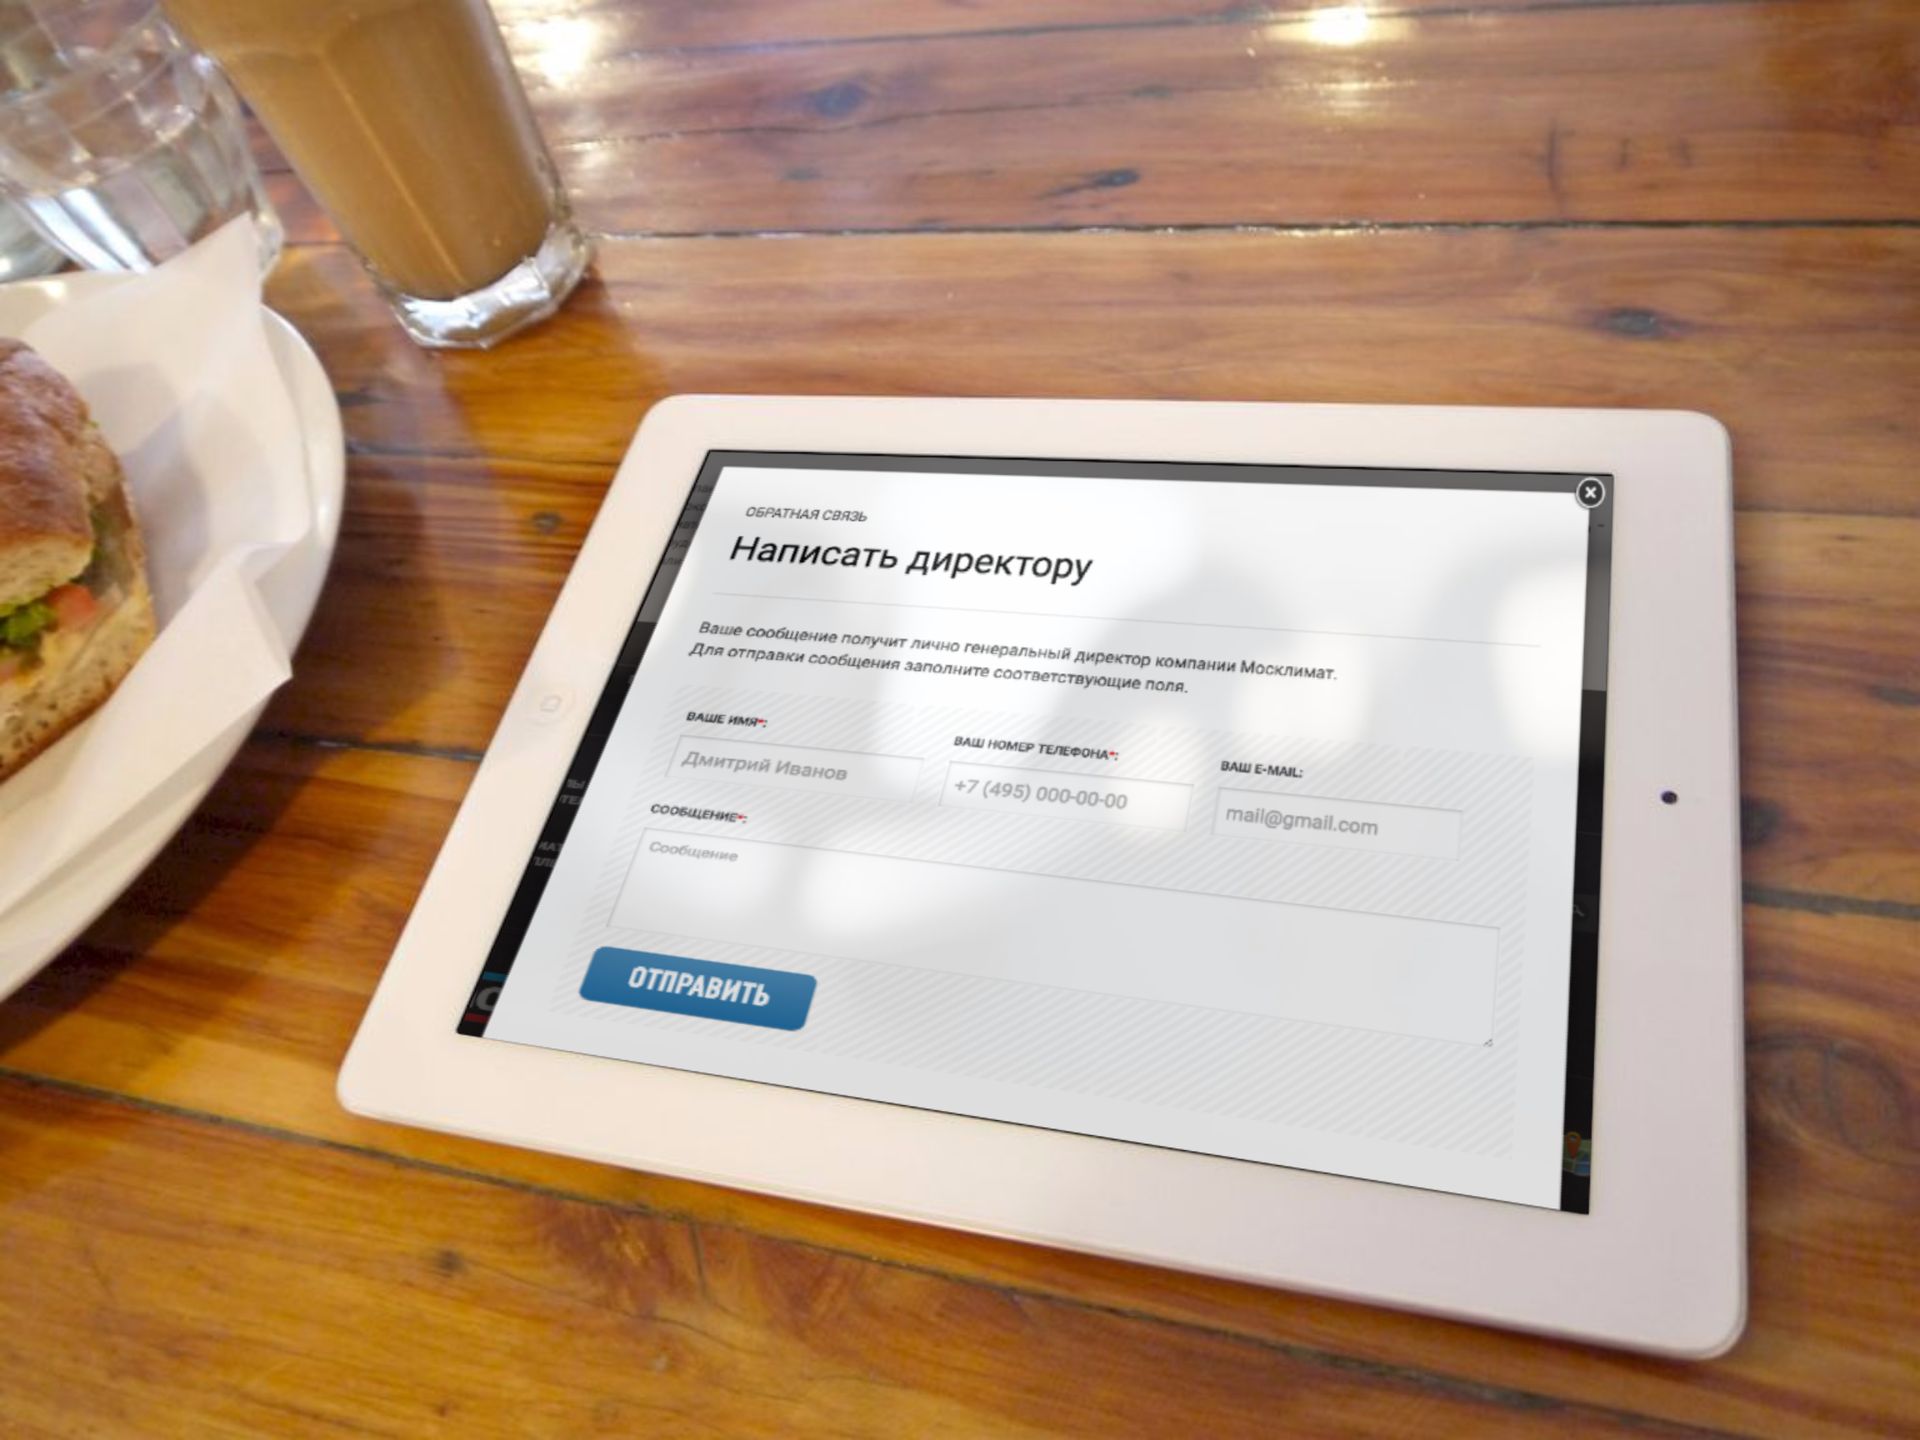 ОБРАТНАЯ СВЯЗЬ
Написать директору
Ваше сообщение получит лично генеральный директор компании Москлимат.
Для отправки сообщения заполните соответствующие поля.
ВАШЕ ИМЯ*:
Дмитрий Иванов
ВАШ НОМЕР ТЕЛЕФОНА*:
+7 (495) 000-00-00
ВАШ E-MAIL:
mail@gmail.com
СООБЩЕНИЕ*:
Сообщение
ОТПРАВИТЬ